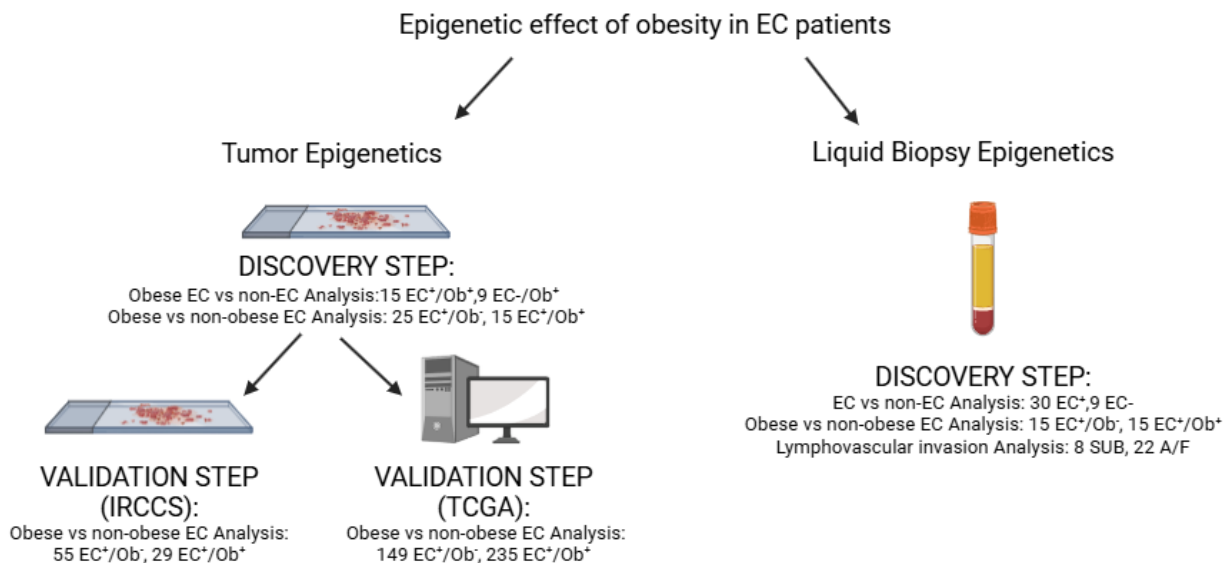 Epigenetic effect of obesity in EC patients
Tumor Epigenetics
DISCOVERY STEP:
Obese EC vs non-EC Analysis:15 EC⁺/Ob⁺,9 EC-/Ob⁺
Obese vs non-obese EC Analysis: 25 EC⁺/Ob⁻, 15 EC⁺/Ob⁺
VALIDATION STEP
(IRCCS):
Obese vs non-obese EC Analysis:
55 EC⁺/Ob⁻, 29 EC⁺/Ob⁺
VALIDATION STEP
(TCGA):
Obese vs non-obese EC Analysis:
149 EC⁺/Ob⁻, 235 EC⁺/Ob⁺
Liquid Biopsy Epigenetics
DISCOVERY STEP:
EC vs non-EC Analysis: 30 EC⁺,9 EC-
Obese vs non-obese EC Analysis: 15 EC⁺/Ob⁻, 15 EC⁺/Ob⁺
Lymphovascular invasion Analysis: 8 SUB, 22 A/F